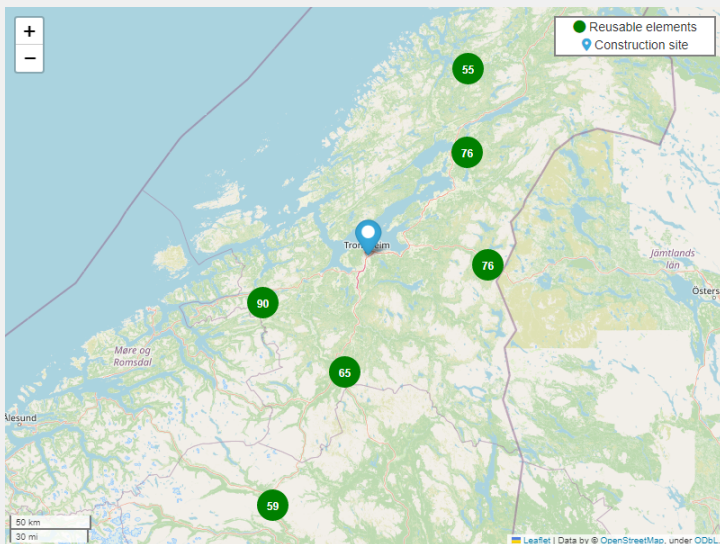 +
−
Reusable elements
Construction site
55
76
Trondheim
76
Jämtlands
län
Östers
90
Møre og
Romsdal
65
Ålesund
59
50 km
30 mi
Leaflet | Data by © OpenStreetMap, under ODbL.